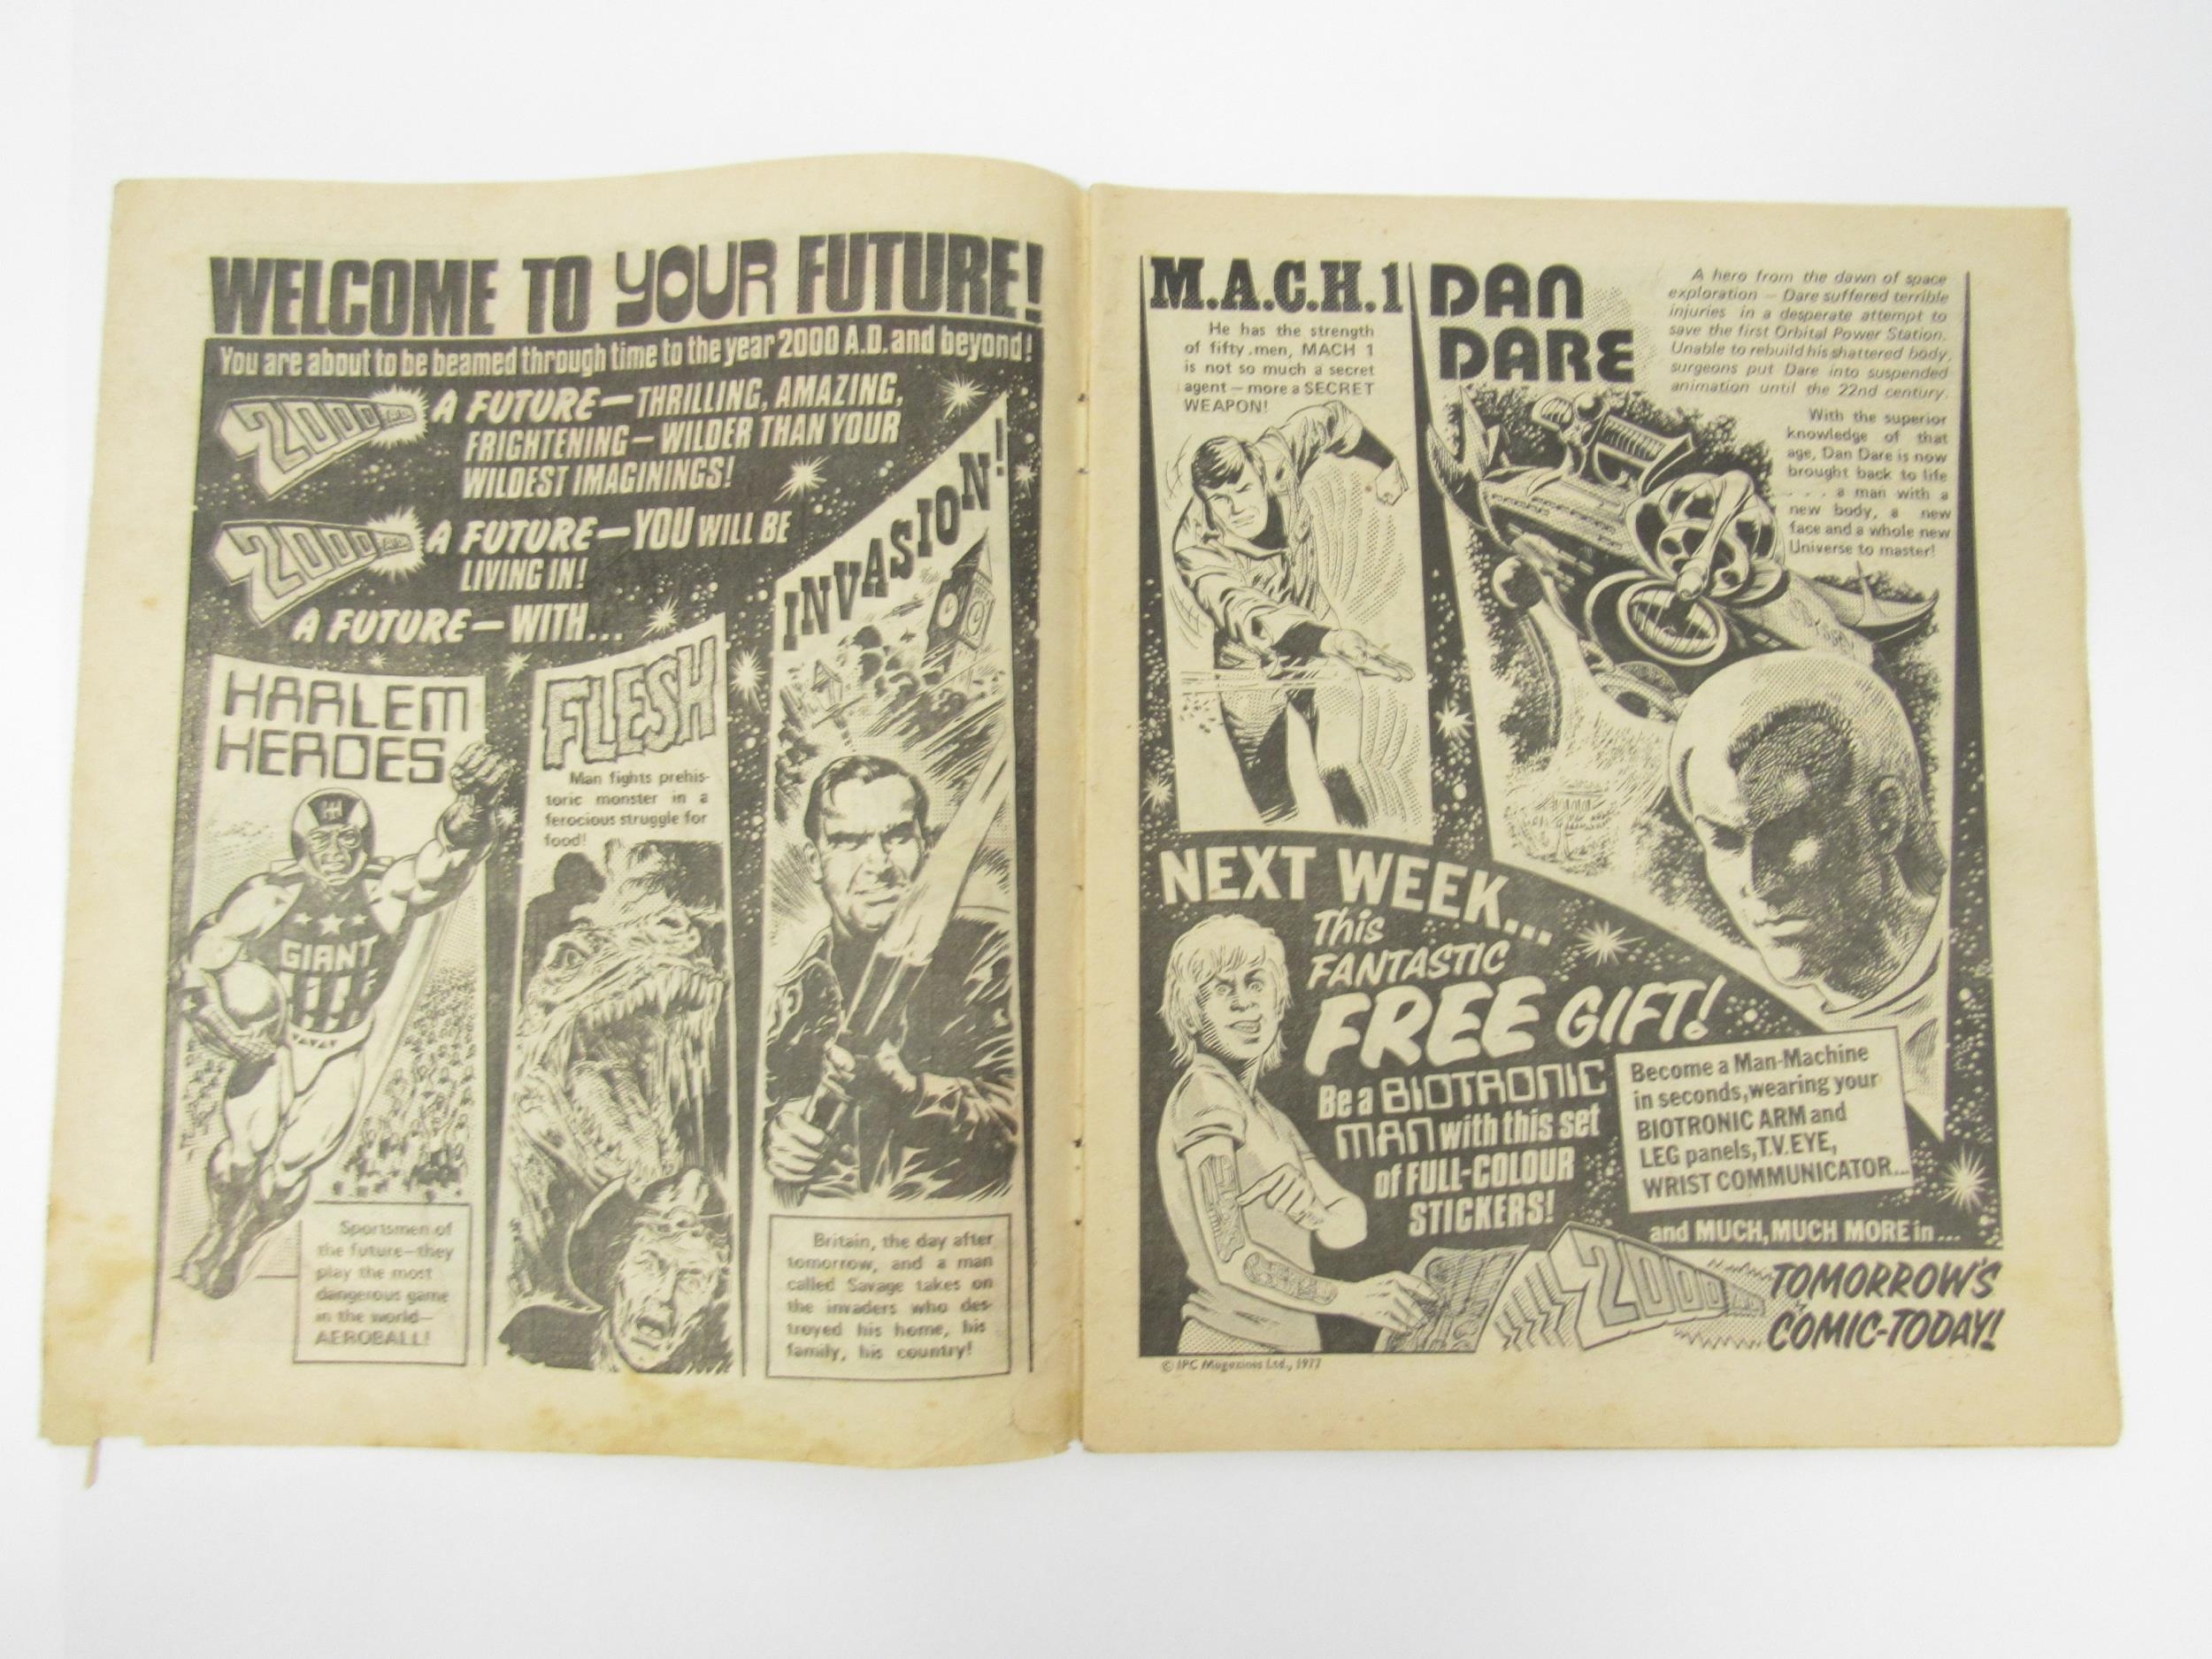 WELCOME TO YOUR FUTURE!
You are about to be beamed through time to the year 2000 A.D. and beyond!
2000 A.D.
A FUTURE—THRILLING, AMAZING,
FRIGHTENING—WILDER THAN YOUR
WILDEST IMAGININGS!
2000 A.D.
A FUTURE—YOU WILL BE
LIVING IN!
A FUTURE—WITH...
HARLEM
HEROES
GIANT
Sportsmen of
the future—they
play the most
dangerous game
in the world—
AEROBALL!
FLESH
Man fights prehis-
toric monster in a
ferocious struggle for
food!
INVASION!
Britain, the day after
tomorrow, and a man
called Savage takes on
the invaders who des-
troyed his home, his
family, his country!
M.A.C.H.1
He has the strength
of fifty men, MACH 1
is not so much a secret
agent — more a SECRET
WEAPON!
DAN
DARE
A hero from the dawn of space
exploration — Dare suffered terrible
injuries in a desperate attempt to
save the first Orbital Power Station.
Unable to rebuild his shattered body,
surgeons put Dare into suspended
animation until the 22nd century.
With the superior
knowledge of that
age, Dan Dare is now
brought back to life
. . . a man with a
new body, a new
face and a whole new
Universe to master!
NEXT WEEK...
This
FANTASTIC
FREE GIFT!
Be a BIOTRONIC
MAN with this set
of FULL-COLOUR
STICKERS!
Become a Man-Machine
in seconds, wearing your
BIOTRONIC ARM and
LEG panels, T.V. EYE,
WRIST COMMUNICATOR...
and MUCH, MUCH MORE in...
2000 A.D.
TOMORROW'S
COMIC-TODAY!
© IPC Magazines Ltd., 1977